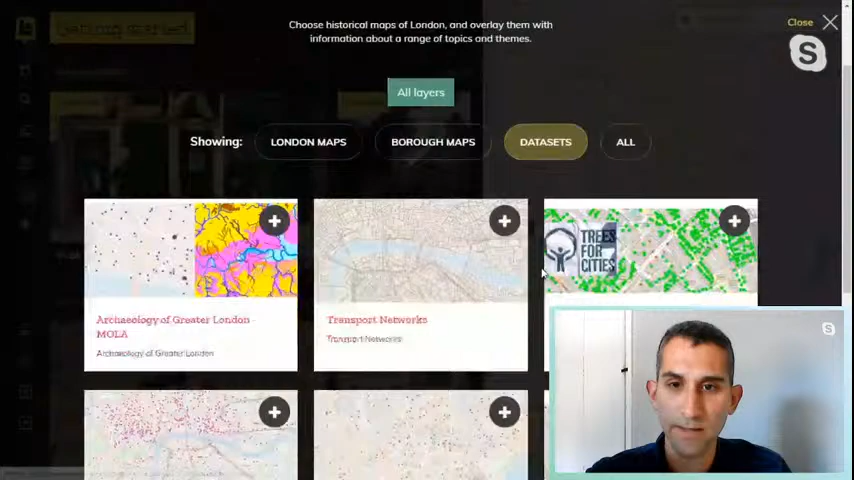 Getting started
Choose historical maps of London, and overlay them with
information about a range of topics and themes.
Close
S
All layers
Showing:
LONDON MAPS
BOROUGH MAPS
DATASETS
ALL
TREES
FOR
CITIES
Archaeology of Greater London -
MOLA
Archaeology of Greater London
Transport Networks
Transport Networks